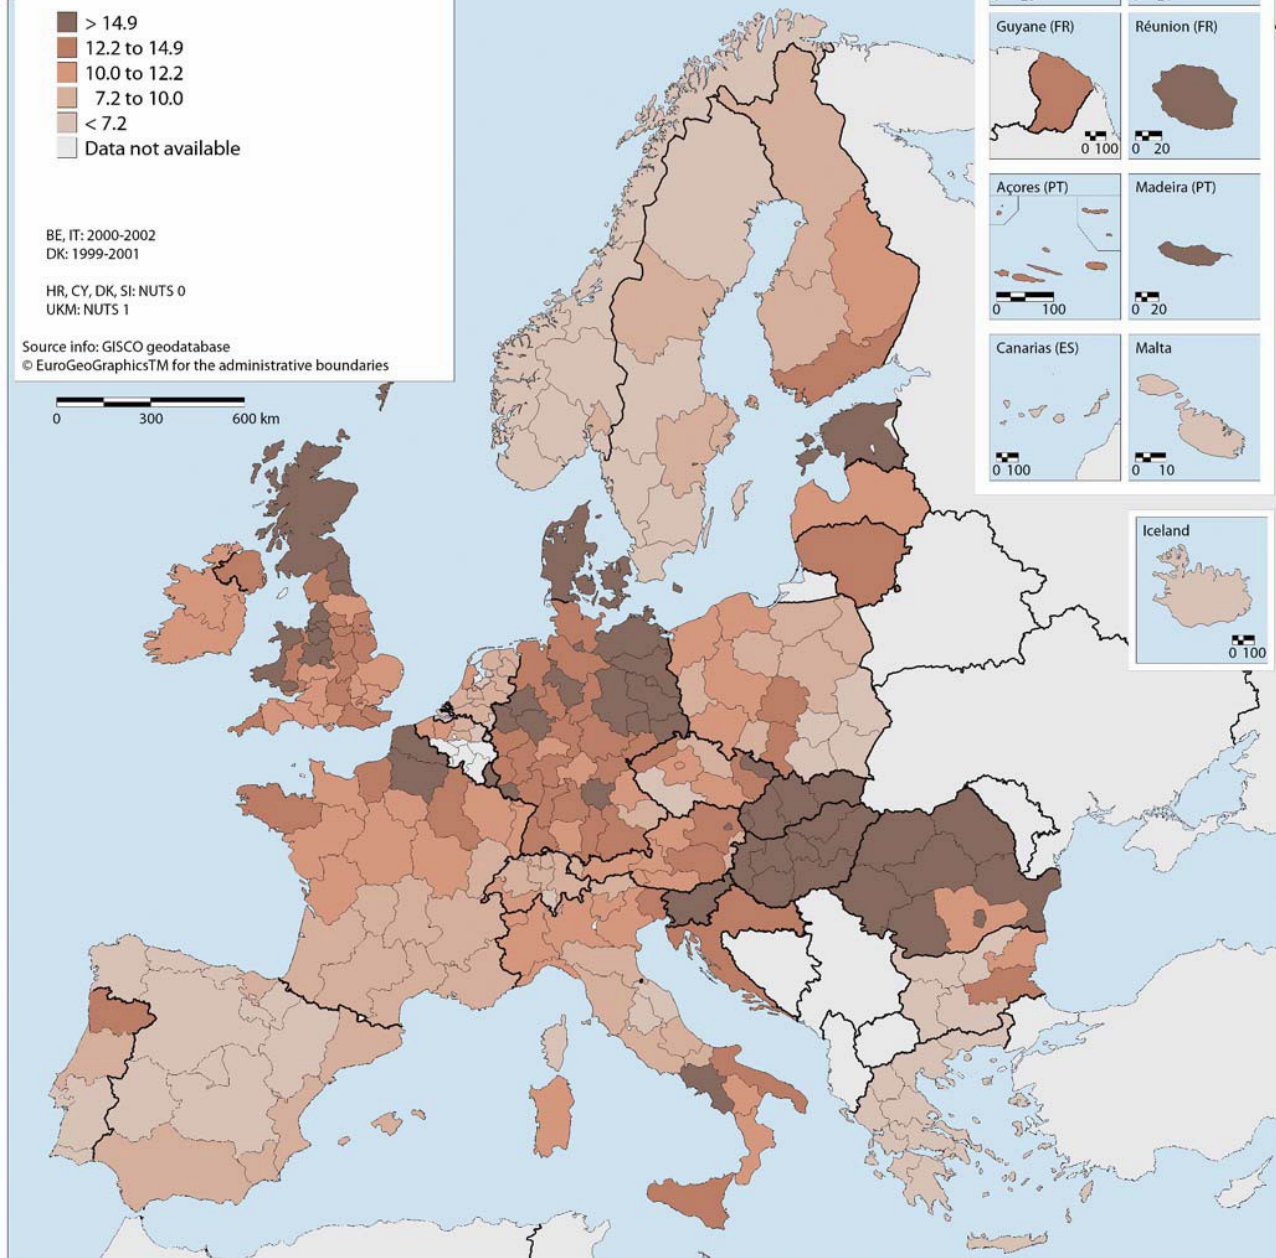 > 14.9
12.2 to 14.9
10.0 to 12.2
7.2 to 10.0
< 7.2
Data not available
BE, IT: 2000-2002
DK: 1999-2001
HR, CY, DK, SI: NUTS 0
UKM: NUTS 1
Source info: GISCO geodatabase
© EuroGeoGraphicsTM for the administrative boundaries
0 300 600 km
Guyane (FR)
0 100
Réunion (FR)
0 20
Açores (PT)
0 100
Madeira (PT)
0 20
Canarias (ES)
0 100
Malta
0 10
Iceland
0 100